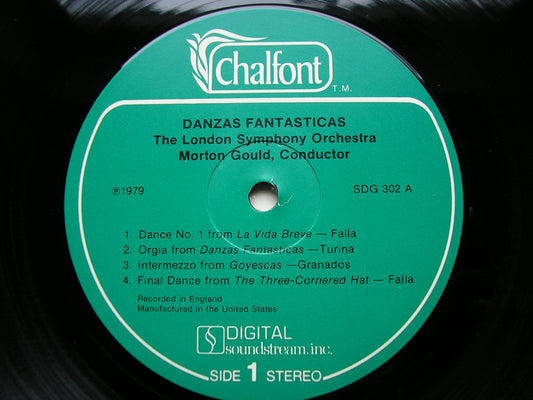 Chalfont
T.M.
DANZAS FANTASTICAS
The London Symphony Orchestra
Morton Gould, Conductor
℗1979
SDG 302 A
1. Dance No. 1 from La Vida Breve — Falla
2. Orgia from Danzas Fantasticas —Turina
3. Intermezzo from Goyescas —Granados
4. Final Dance from The Three-Cornered Hat — Falla
Recorded in England
Manufactured in the United States
DIGITAL
soundstream, inc.
SIDE 1 STEREO